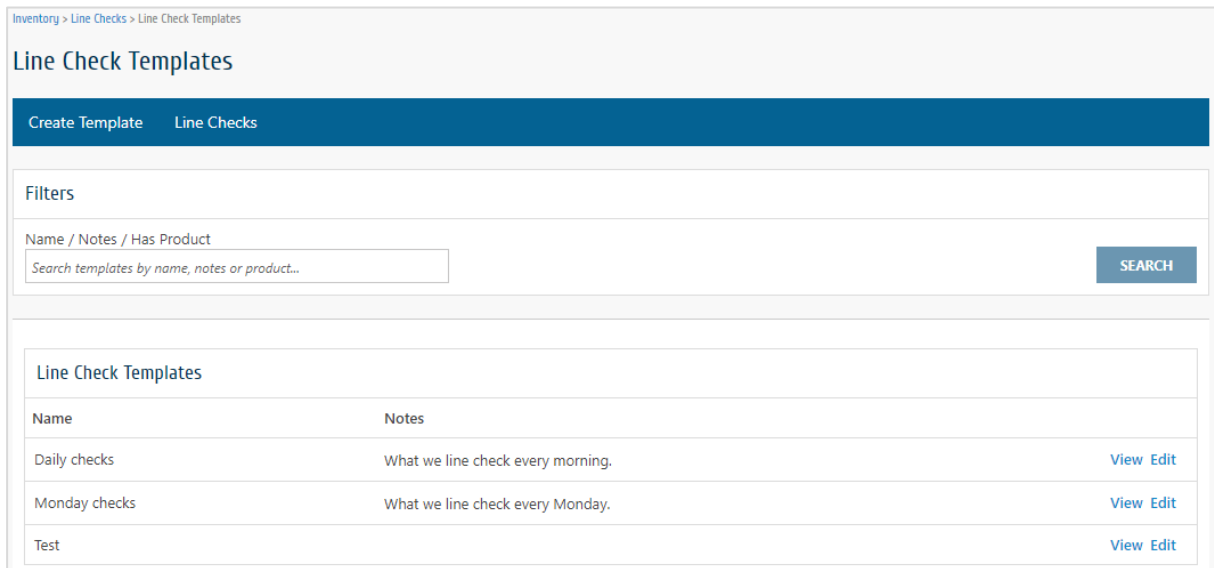 Inventory > Line Checks > Line Check Templates
Line Check Templates
Create Template Line Checks
Filters
Name / Notes / Has Product
Search templates by name, notes or product...
SEARCH
Line Check Templates
Name Notes
Daily checks What we line check every morning. View Edit
Monday checks What we line check every Monday. View Edit
Test View Edit